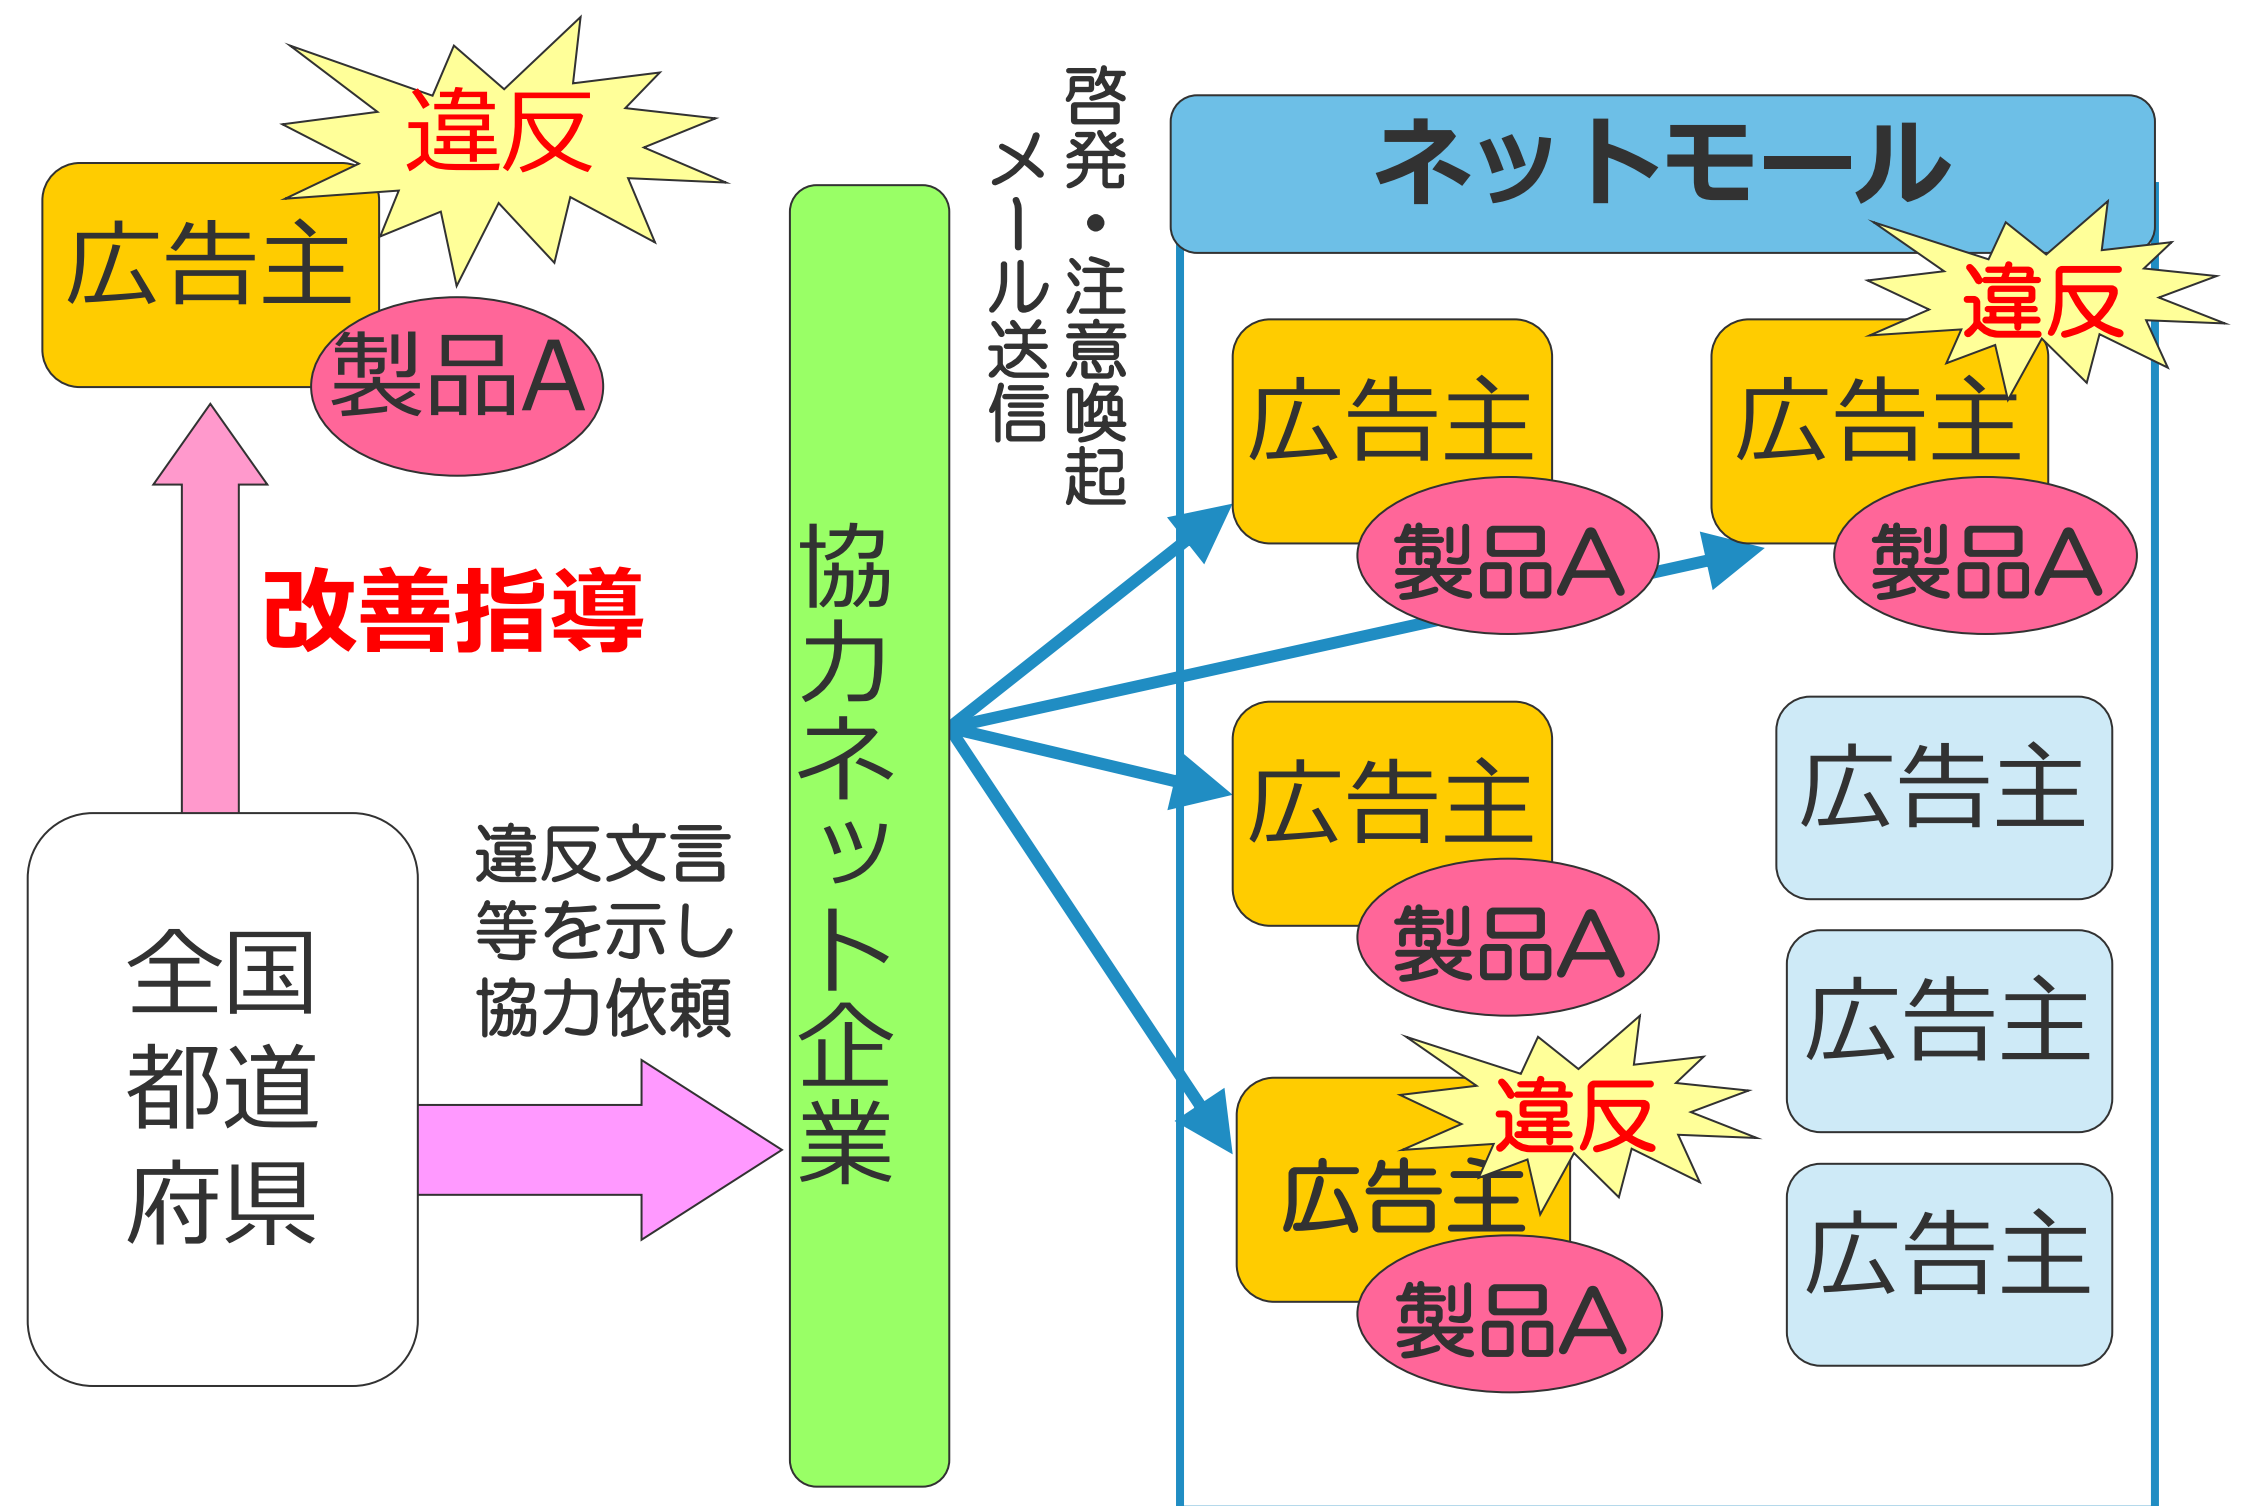 違反
広告主
製品A
改善指導
全国
都道
府県
違反文言
等を示し
協力依頼
協力ネット企業
啓発・注意喚起
メール送信
ネットモール
広告主
製品A
違反
広告主
製品A
広告主
製品A
違反
広告主
製品A
広告主
広告主
広告主